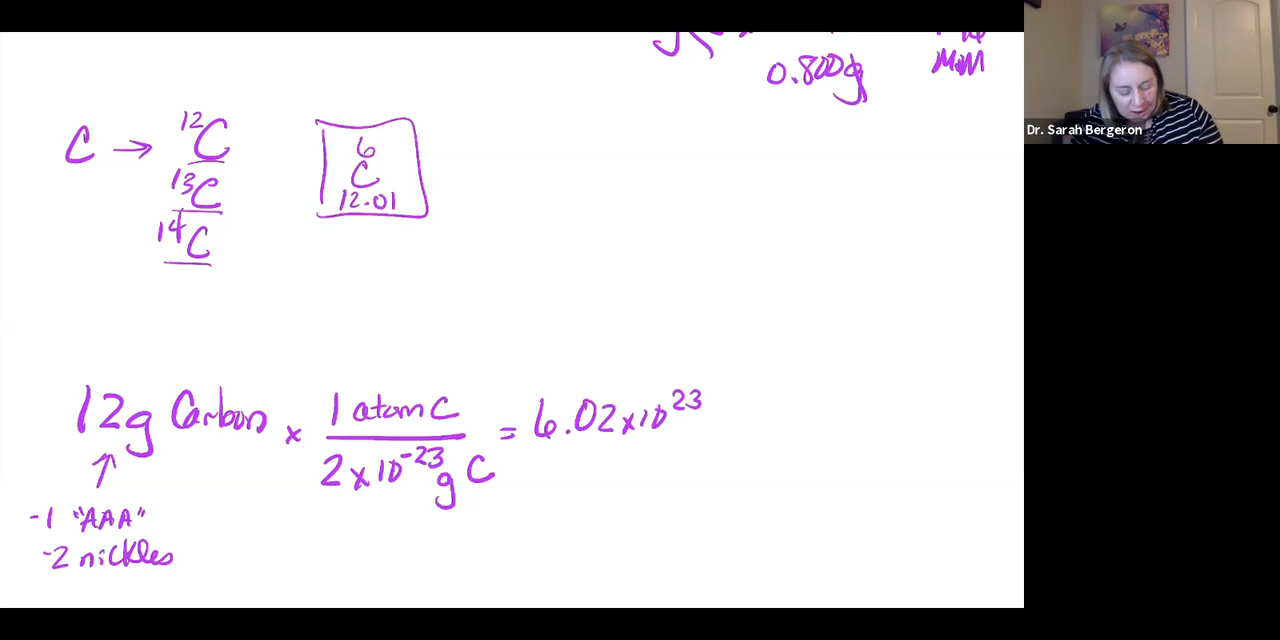 0.800g
MM
C → ¹²C
¹³C
¹⁴C
6
C
12.01
Dr. Sarah Bergeron
12g Carbon × 1 atom C / 2 × 10⁻²³ g C = 6.02 × 10²³
-1 "AAA"
-2 nickles